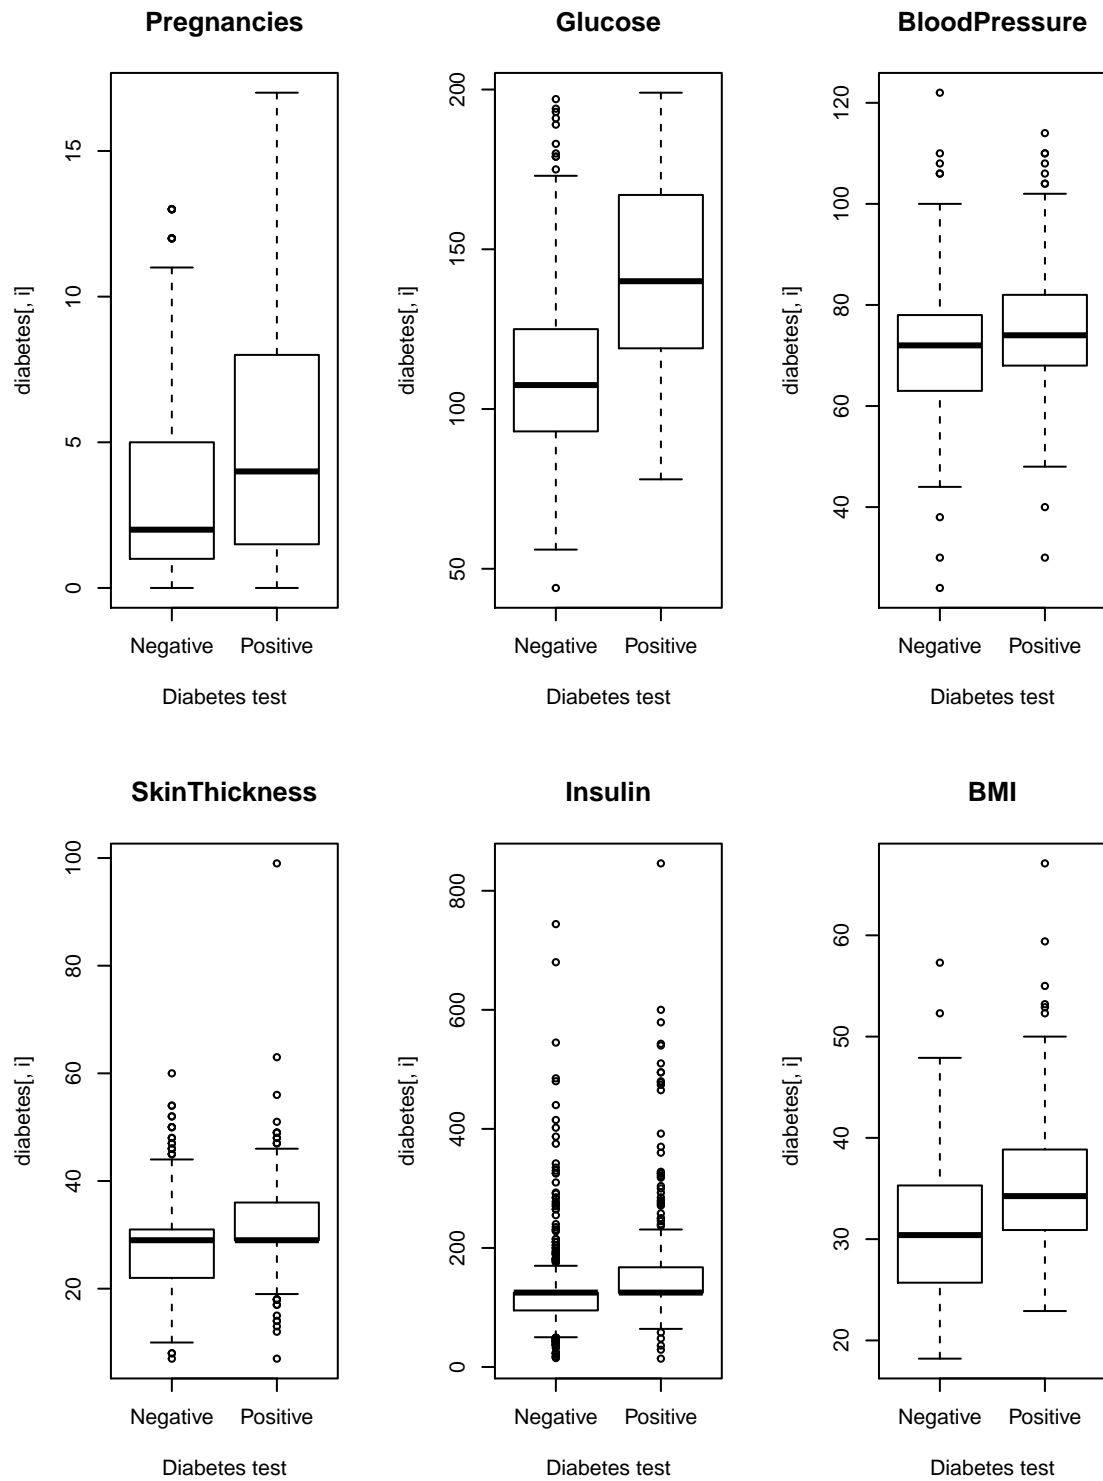 Pregnancies
diabetes[, i]
15
10
5
0
Negative Positive
Diabetes test
Glucose
diabetes[, i]
200
150
100
50
Negative Positive
Diabetes test
BloodPressure
diabetes[, i]
120
100
80
60
40
Negative Positive
Diabetes test
SkinThickness
diabetes[, i]
100
80
60
40
20
Negative Positive
Diabetes test
Insulin
diabetes[, i]
800
600
400
200
0
Negative Positive
Diabetes test
BMI
diabetes[, i]
60
50
40
30
20
Negative Positive
Diabetes test